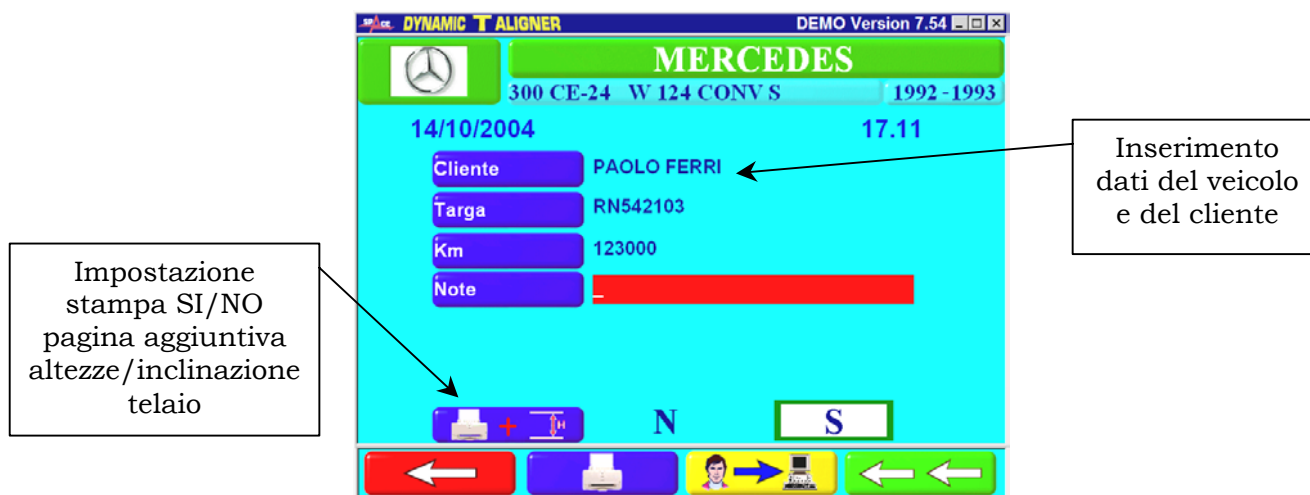 SPACE DYNAMIC T ALIGNER DEMO Version 7.54
MERCEDES
300 CE-24 W 124 CONV S 1992 - 1993
14/10/2004 17.11
Cliente PAOLO FERRI
Targa RN542103
Km 123000
Note _
Inserimento
dati del veicolo
e del cliente
Impostazione
stampa SI/NO
pagina aggiuntiva
altezze/inclinazione
telaio
+ H N S